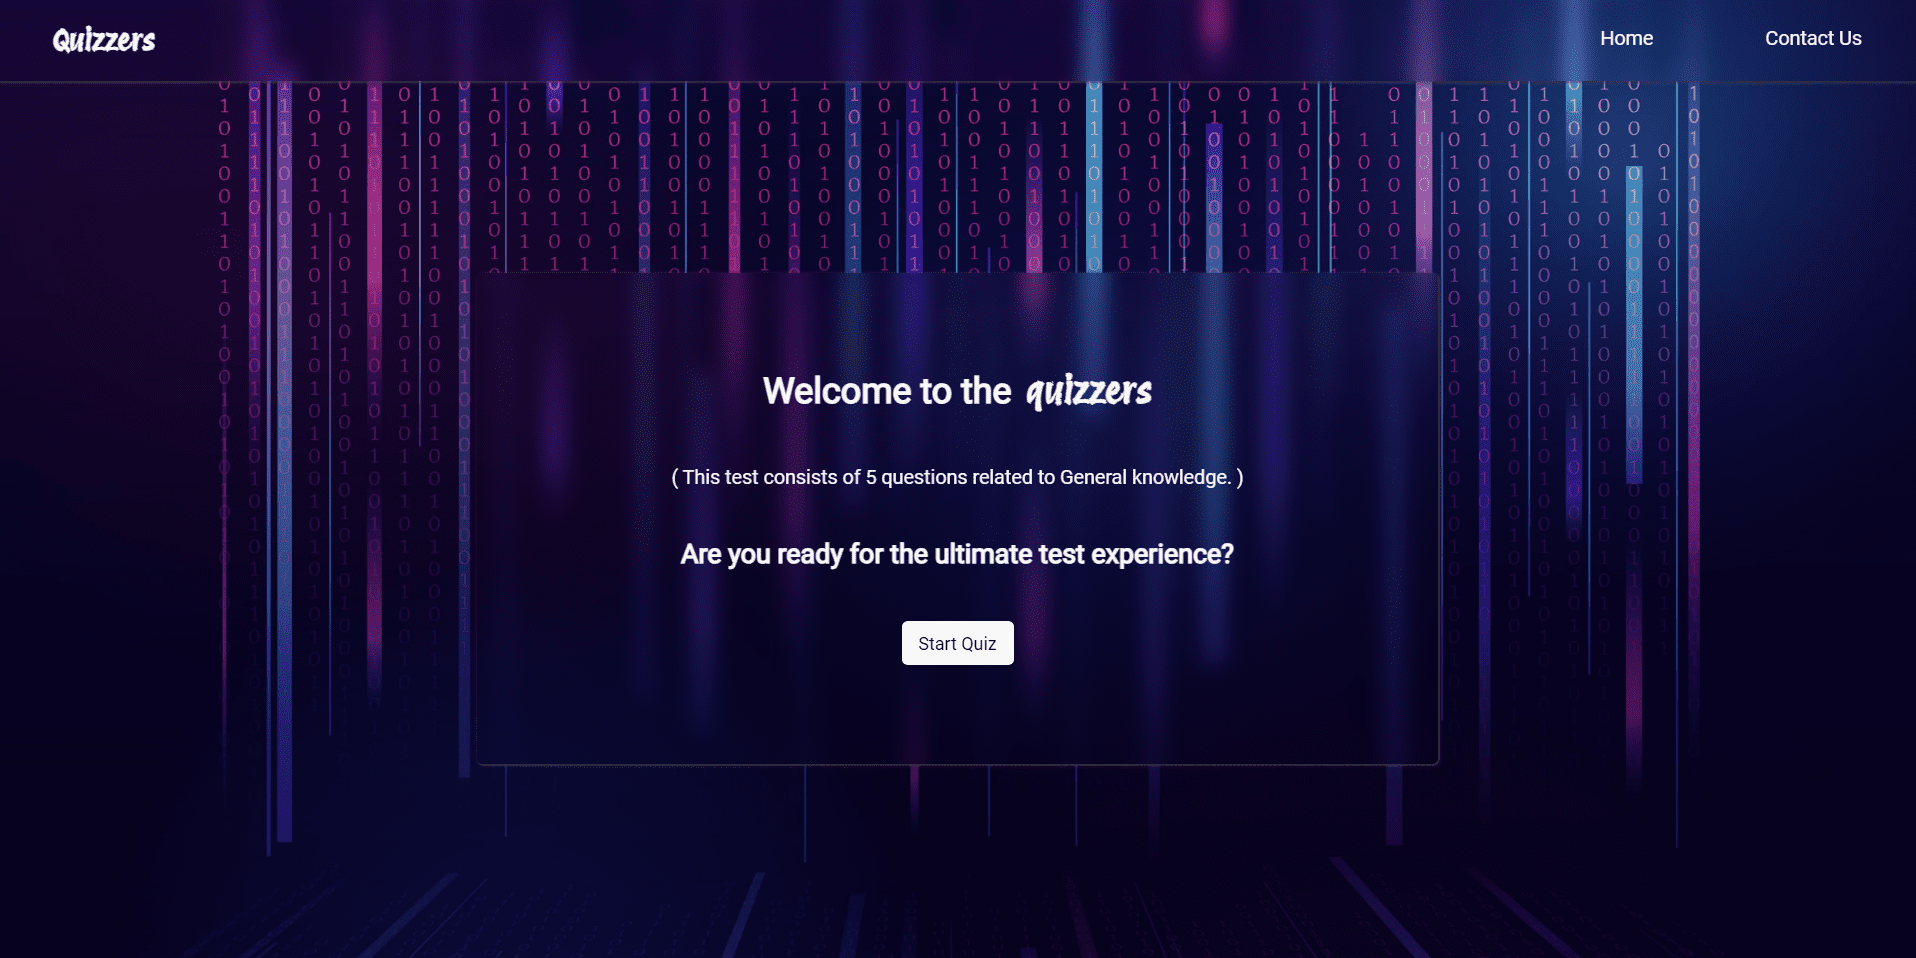 Quizzers
Home
Contact Us
Welcome to the quizzers
( This test consists of 5 questions related to General knowledge. )
Are you ready for the ultimate test experience?
Start Quiz